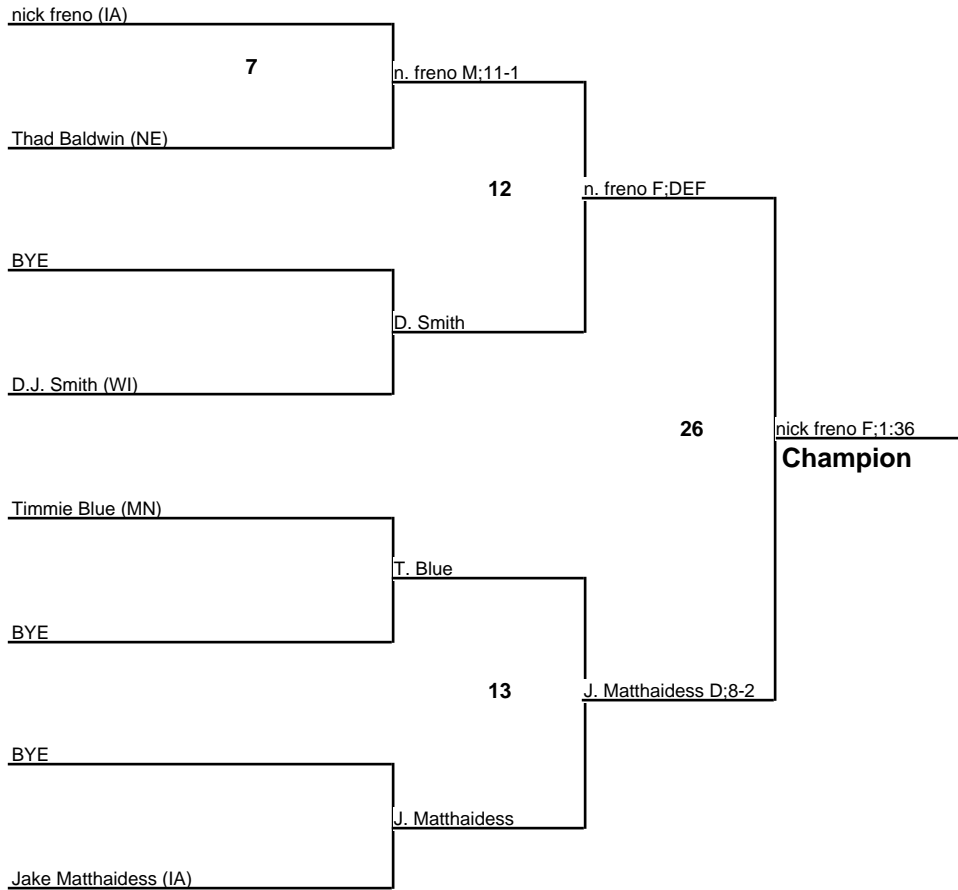 nick freno (IA)
7
n. freno M;11-1
Thad Baldwin (NE)
12
n. freno F;DEF
BYE
D. Smith
D.J. Smith (WI)
26
nick freno F;1:36
Champion
Timmie Blue (MN)
T. Blue
BYE
13
J. Matthaidess D;8-2
BYE
J. Matthaidess
Jake Matthaidess (IA)